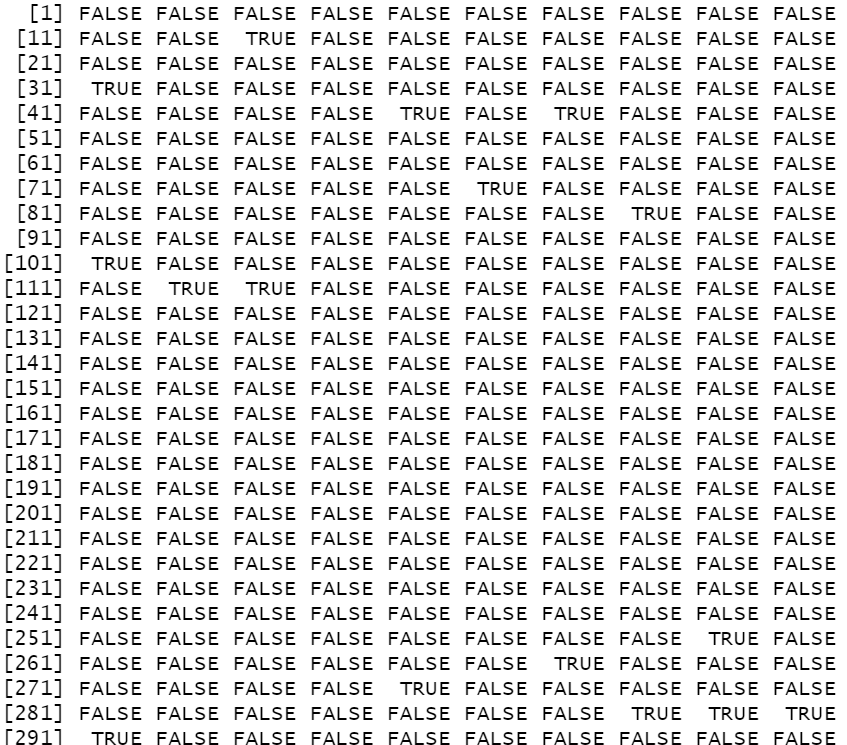 [1] FALSE FALSE FALSE FALSE FALSE FALSE FALSE FALSE FALSE FALSE
[11] FALSE FALSE TRUE FALSE FALSE FALSE FALSE FALSE FALSE FALSE
[21] FALSE FALSE FALSE FALSE FALSE FALSE FALSE FALSE FALSE FALSE
[31] TRUE FALSE FALSE FALSE FALSE FALSE FALSE FALSE FALSE FALSE
[41] FALSE FALSE FALSE FALSE TRUE FALSE TRUE FALSE FALSE FALSE
[51] FALSE FALSE FALSE FALSE FALSE FALSE FALSE FALSE FALSE FALSE
[61] FALSE FALSE FALSE FALSE FALSE FALSE FALSE FALSE FALSE FALSE
[71] FALSE FALSE FALSE FALSE FALSE TRUE FALSE FALSE FALSE FALSE
[81] FALSE FALSE FALSE FALSE FALSE FALSE FALSE TRUE FALSE FALSE
[91] FALSE FALSE FALSE FALSE FALSE FALSE FALSE FALSE FALSE FALSE
[101] TRUE FALSE FALSE FALSE FALSE FALSE FALSE FALSE FALSE FALSE
[111] FALSE TRUE TRUE FALSE FALSE FALSE FALSE FALSE FALSE FALSE
[121] FALSE FALSE FALSE FALSE FALSE FALSE FALSE FALSE FALSE FALSE
[131] FALSE FALSE FALSE FALSE FALSE FALSE FALSE FALSE FALSE FALSE
[141] FALSE FALSE FALSE FALSE FALSE FALSE FALSE FALSE FALSE FALSE
[151] FALSE FALSE FALSE FALSE FALSE FALSE FALSE FALSE FALSE FALSE
[161] FALSE FALSE FALSE FALSE FALSE FALSE FALSE FALSE FALSE FALSE
[171] FALSE FALSE FALSE FALSE FALSE FALSE FALSE FALSE FALSE FALSE
[181] FALSE FALSE FALSE FALSE FALSE FALSE FALSE FALSE FALSE FALSE
[191] FALSE FALSE FALSE FALSE FALSE FALSE FALSE FALSE FALSE FALSE
[201] FALSE FALSE FALSE FALSE FALSE FALSE FALSE FALSE FALSE FALSE
[211] FALSE FALSE FALSE FALSE FALSE FALSE FALSE FALSE FALSE FALSE
[221] FALSE FALSE FALSE FALSE FALSE FALSE FALSE FALSE FALSE FALSE
[231] FALSE FALSE FALSE FALSE FALSE FALSE FALSE FALSE FALSE FALSE
[241] FALSE FALSE FALSE FALSE FALSE FALSE FALSE FALSE FALSE FALSE
[251] FALSE FALSE FALSE FALSE FALSE FALSE FALSE FALSE TRUE FALSE
[261] FALSE FALSE FALSE FALSE FALSE FALSE TRUE FALSE FALSE FALSE
[271] FALSE FALSE FALSE FALSE TRUE FALSE FALSE FALSE FALSE FALSE
[281] FALSE FALSE FALSE FALSE FALSE FALSE FALSE TRUE TRUE TRUE
[291] TRUE FALSE FALSE FALSE FALSE FALSE FALSE FALSE FALSE FALSE